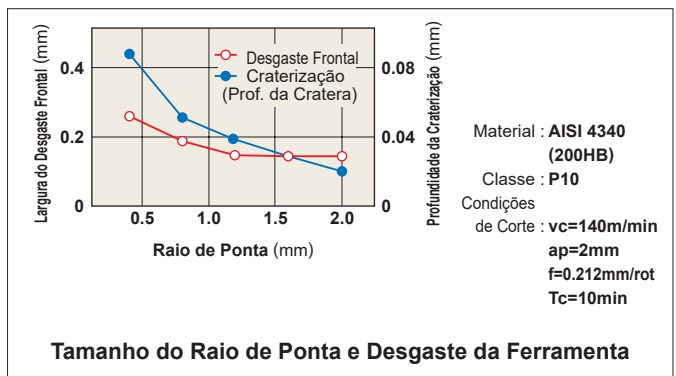 Largura do Desgaste Frontal (mm)
0.4
0.2
0
Desgaste Frontal
Craterização
(Prof. da Cratera)
0.08
0.04
0
Profundidade da Craterização (mm)
0.5
1.0
1.5
2.0
Raio de Ponta (mm)
Material : AISI 4340
(200HB)
Classe : P10
Condições
de Corte : vc=140m/min
ap=2mm
f=0.212mm/rot
Tc=10min
Tamanho do Raio de Ponta e Desgaste da Ferramenta